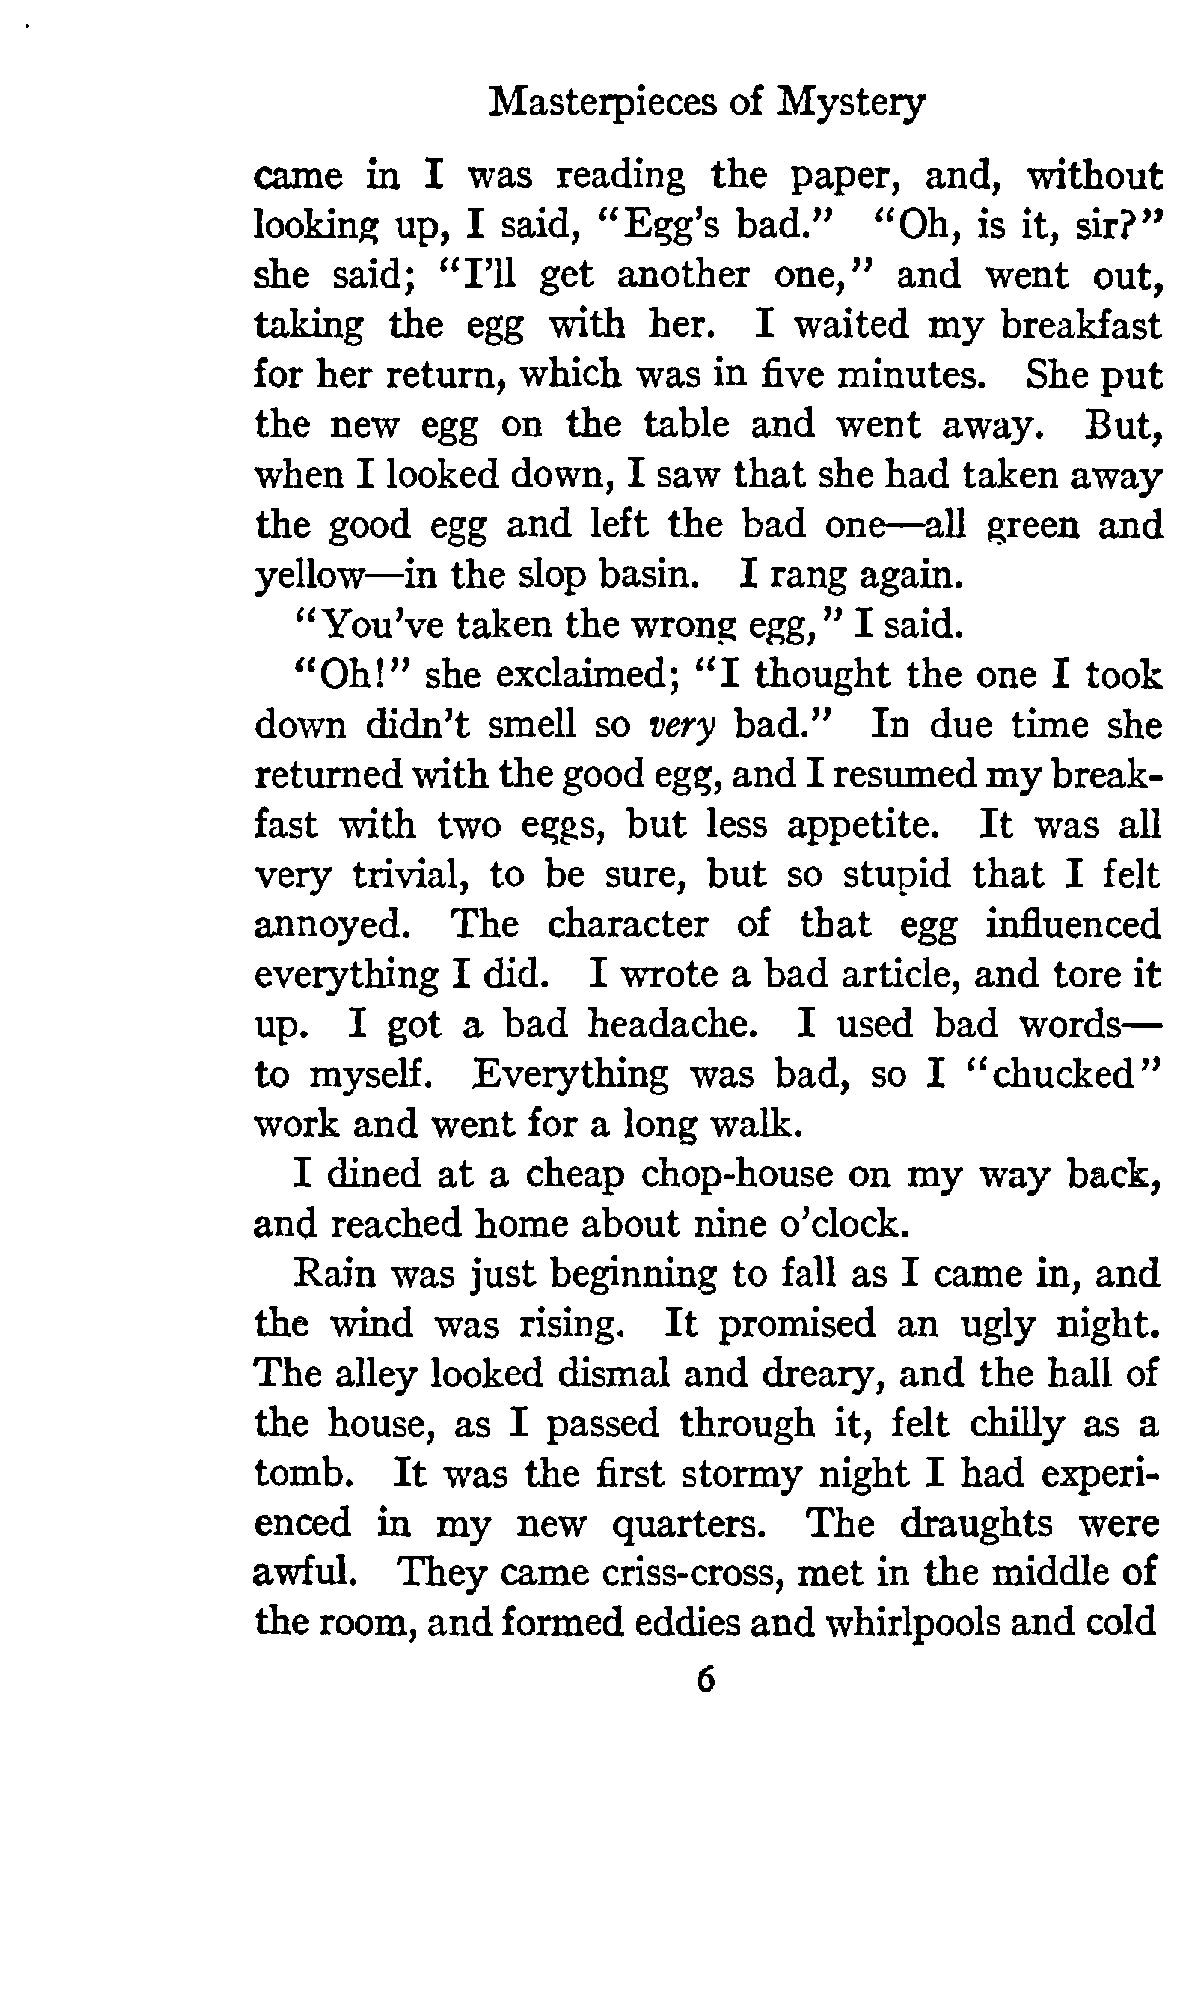 Masterpieces of Mystery
came in I was reading the paper, and, without
looking up, I said, "Egg's bad." "Oh, is it, sir?"
she said; "I'll get another one," and went out,
taking the egg with her. I waited my breakfast
for her return, which was in five minutes. She put
the new egg on the table and went away. But,
when I looked down, I saw that she had taken away
the good egg and left the bad one—all green and
yellow—in the slop basin. I rang again.
"You've taken the wrong egg," I said.
"Oh!" she exclaimed; "I thought the one I took
down didn't smell so very bad." In due time she
returned with the good egg, and I resumed my break-
fast with two eggs, but less appetite. It was all
very trivial, to be sure, but so stupid that I felt
annoyed. The character of that egg influenced
everything I did. I wrote a bad article, and tore it
up. I got a bad headache. I used bad words—
to myself. Everything was bad, so I "chucked"
work and went for a long walk.
I dined at a cheap chop-house on my way back,
and reached home about nine o'clock.
Rain was just beginning to fall as I came in, and
the wind was rising. It promised an ugly night.
The alley looked dismal and dreary, and the hall of
the house, as I passed through it, felt chilly as a
tomb. It was the first stormy night I had experi-
enced in my new quarters. The draughts were
awful. They came criss-cross, met in the middle of
the room, and formed eddies and whirlpools and cold
6